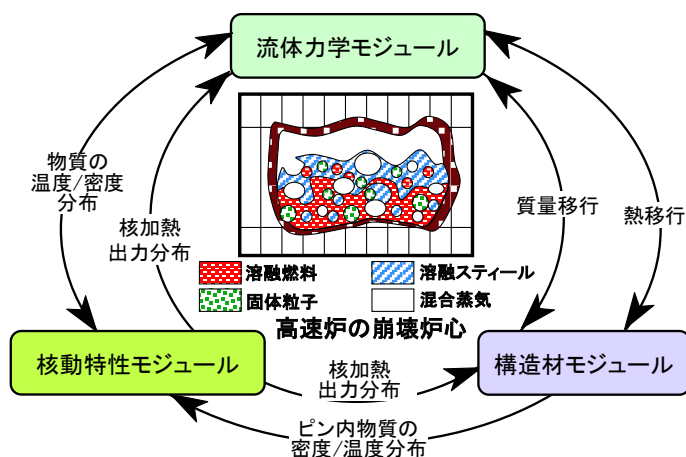 流体力学モジュール
物質の
温度/密度
分布
核加熱
出力分布
質量移行
熱移行
溶融燃料
溶融スティール
固体粒子
混合蒸気
高速炉の崩壊炉心
核動特性モジュール
核加熱
出力分布
構造材モジュール
ピン内物質の
密度/温度分布